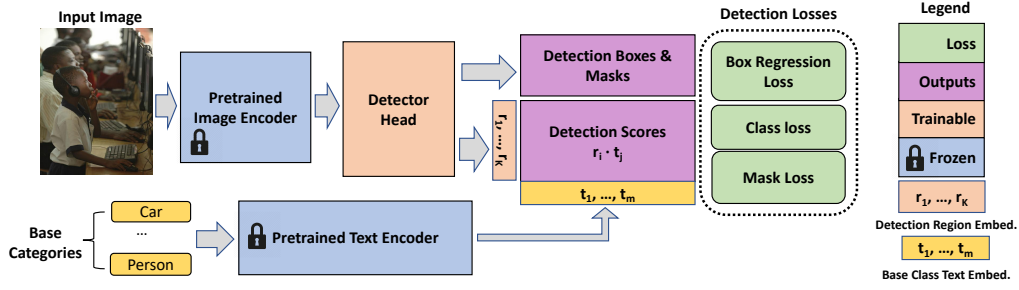 Input Image
Pretrained
Image Encoder
Detector
Head
r1, ..., rK
Detection Boxes &
Masks
Detection Scores
ri · tj
t1, ..., tm
Detection Losses
Box Regression
Loss
Class loss
Mask Loss
Base
Categories
Car
...
Person
Pretrained Text Encoder
Legend
Loss
Outputs
Trainable
Frozen
r1, ..., rK
Detection Region Embed.
t1, ..., tm
Base Class Text Embed.